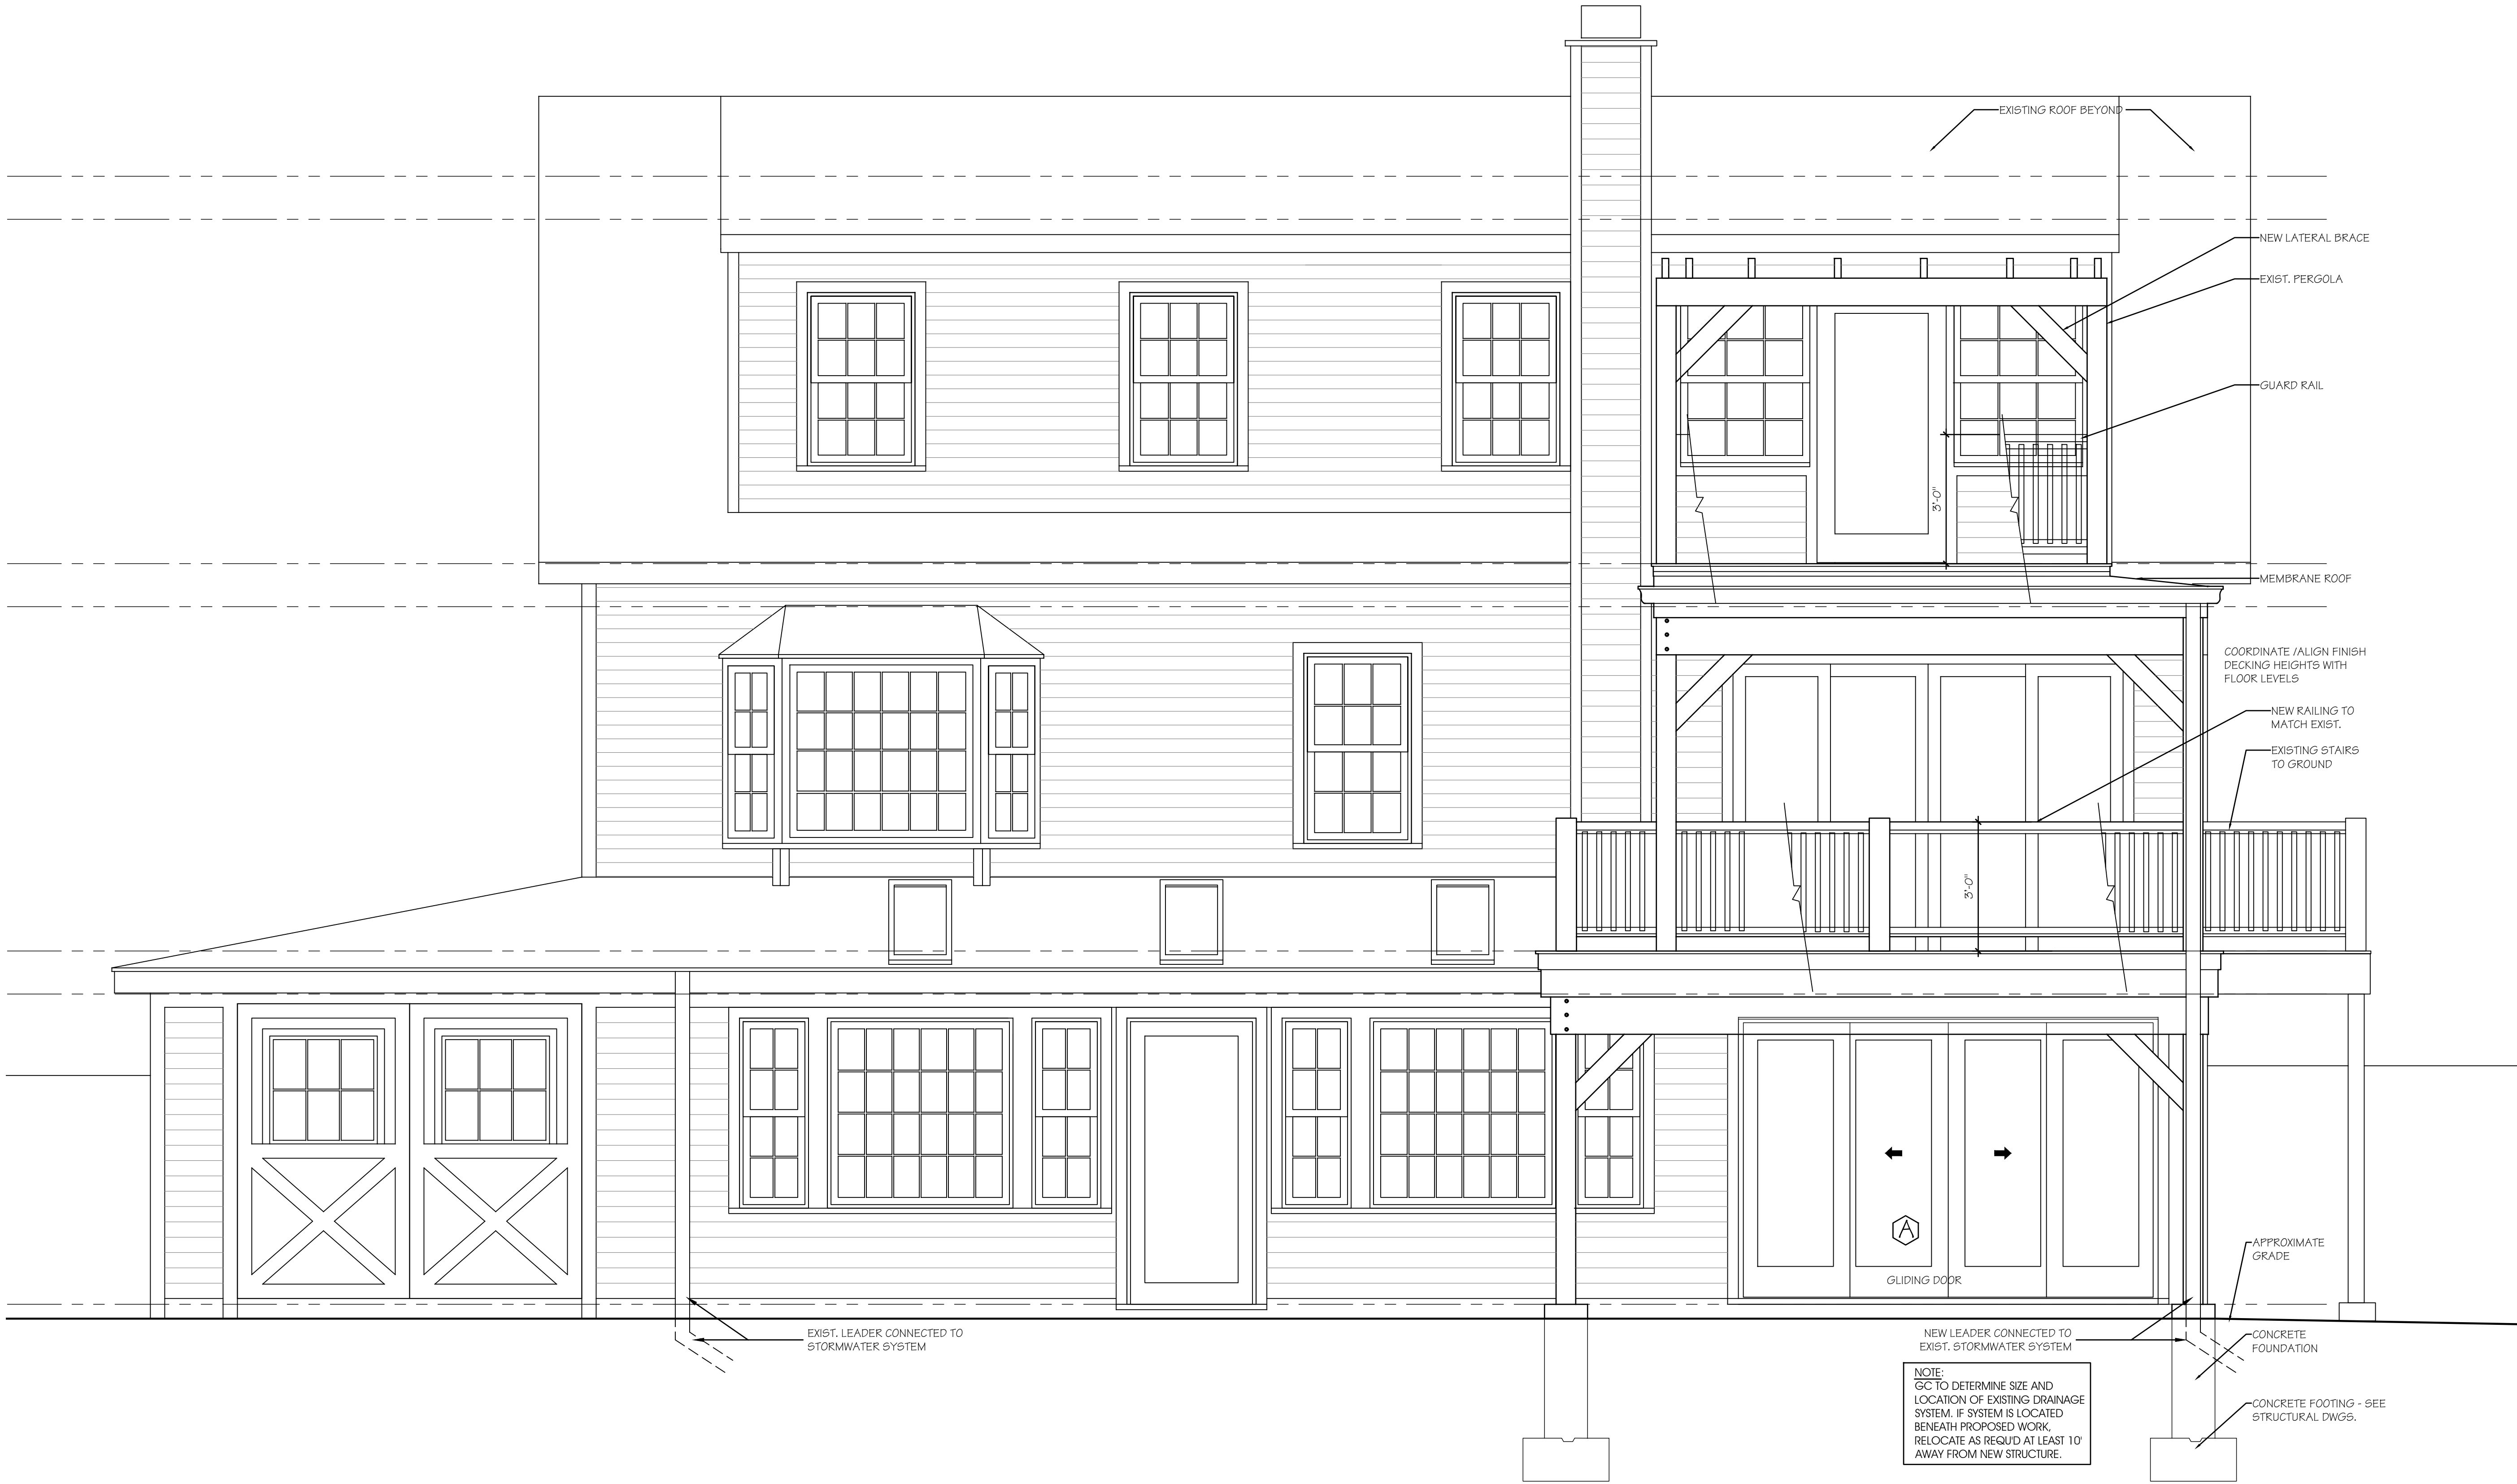 EXISTING ROOF BEYOND
NEW LATERAL BRACE
EXIST. PERGOLA
GUARD RAIL
3'-0"
MEMBRANE ROOF
COORDINATE /ALIGN FINISH
DECKING HEIGHTS WITH
FLOOR LEVELS
NEW RAILING TO
MATCH EXIST.
EXISTING STAIRS
TO GROUND
3'-0"
A
GLIDING DOOR
APPROXIMATE
GRADE
EXIST. LEADER CONNECTED TO
STORMWATER SYSTEM
NEW LEADER CONNECTED TO
EXIST. STORMWATER SYSTEM
CONCRETE
FOUNDATION
NOTE:
GC TO DETERMINE SIZE AND
LOCATION OF EXISTING DRAINAGE
SYSTEM. IF SYSTEM IS LOCATED
BENEATH PROPOSED WORK,
RELOCATE AS REQU'D AT LEAST 10'
AWAY FROM NEW STRUCTURE.
CONCRETE FOOTING - SEE
STRUCTURAL DWGS.